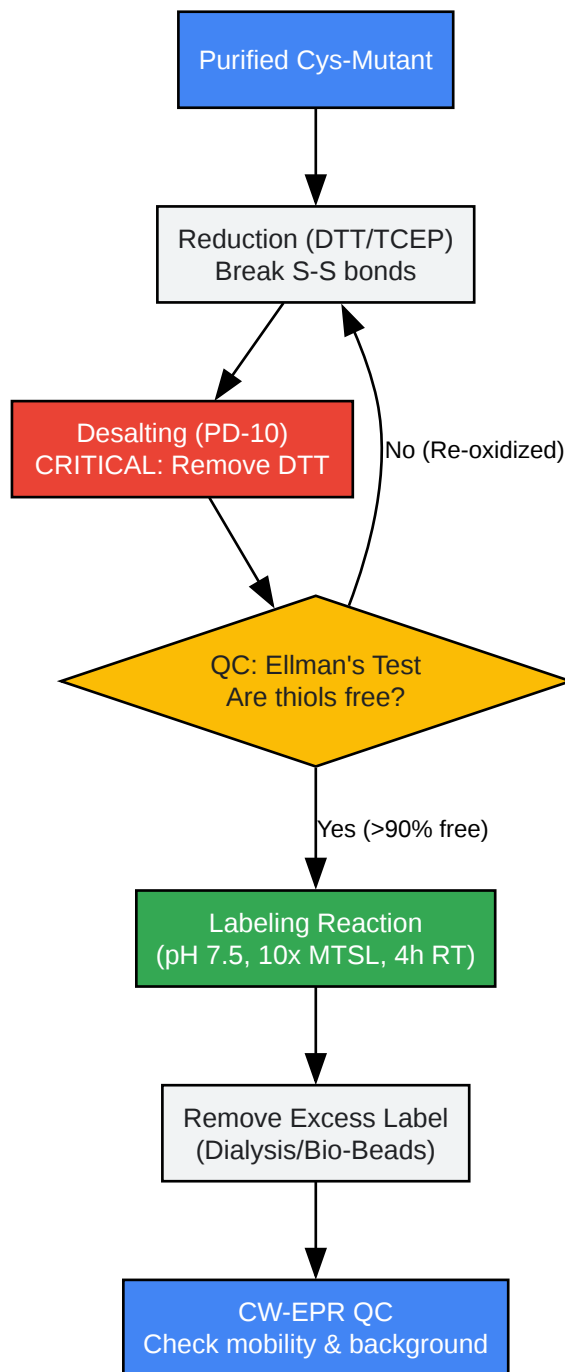 Purified Cys-Mutant
Reduction (DTT/TCEP)
Break S-S bonds
Desalting (PD-10)
CRITICAL: Remove DTT
No (Re-oxidized)
QC: Ellman's Test
Are thiols free?
Yes (>90% free)
Labeling Reaction
(pH 7.5, 10x MTSL, 4h RT)
Remove Excess Label
(Dialysis/Bio-Beads)
CW-EPR QC
Check mobility & background